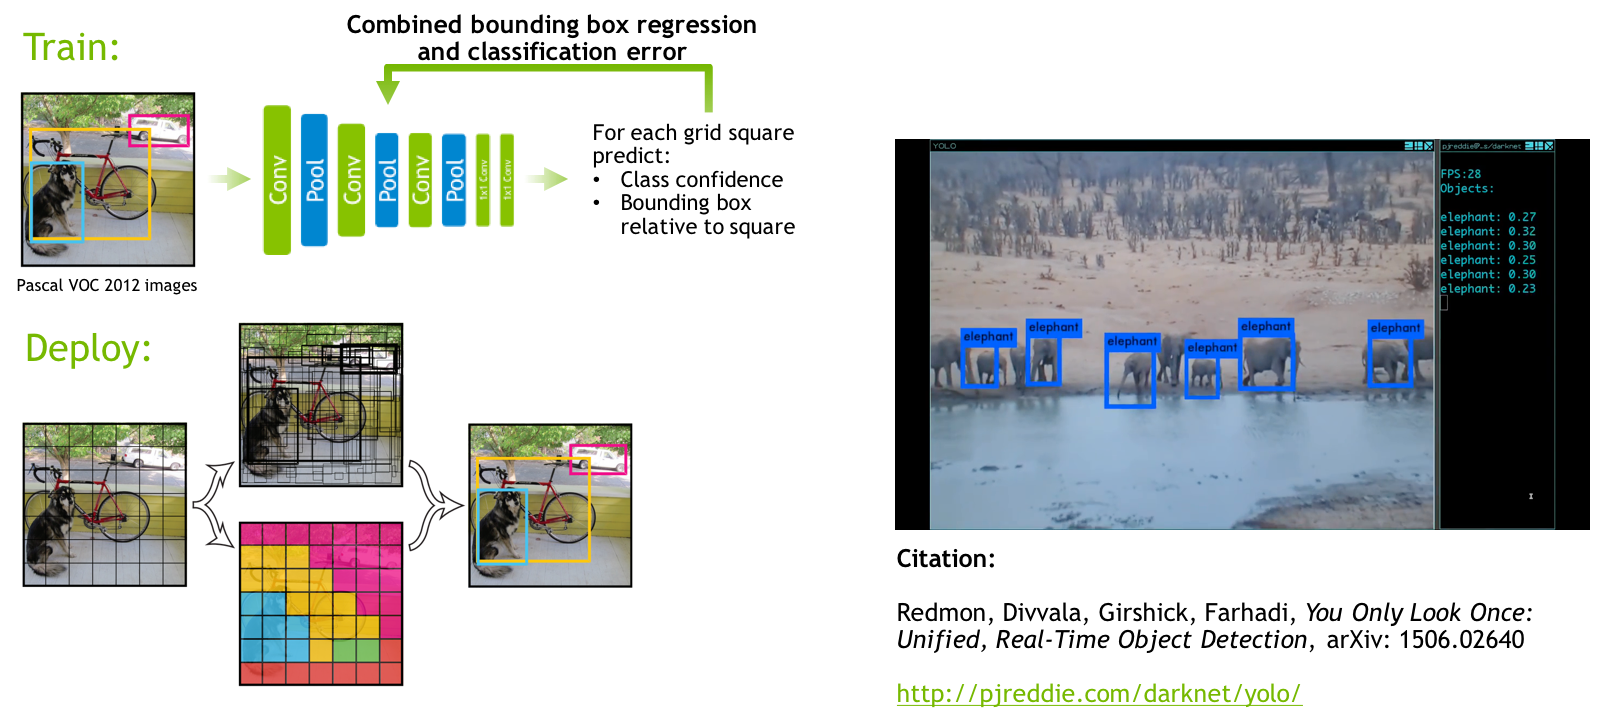 Train:
Combined bounding box regression
and classification error
Conv
Pool
Conv
Pool
Conv
Pool
1x1 Conv
1x1 Conv
For each grid square
predict:
• Class confidence
• Bounding box
relative to square
Pascal VOC 2012 images
Deploy:
YOLO
pjreddie@…s/darknet
FPS:28
Objects:
elephant: 0.27
elephant: 0.32
elephant: 0.30
elephant: 0.25
elephant: 0.30
elephant: 0.23
elephant
elephant
elephant
elephant
elephant
elephant
Citation:
Redmon, Divvala, Girshick, Farhadi, You Only Look Once:
Unified, Real-Time Object Detection, arXiv: 1506.02640
http://pjreddie.com/darknet/yolo/